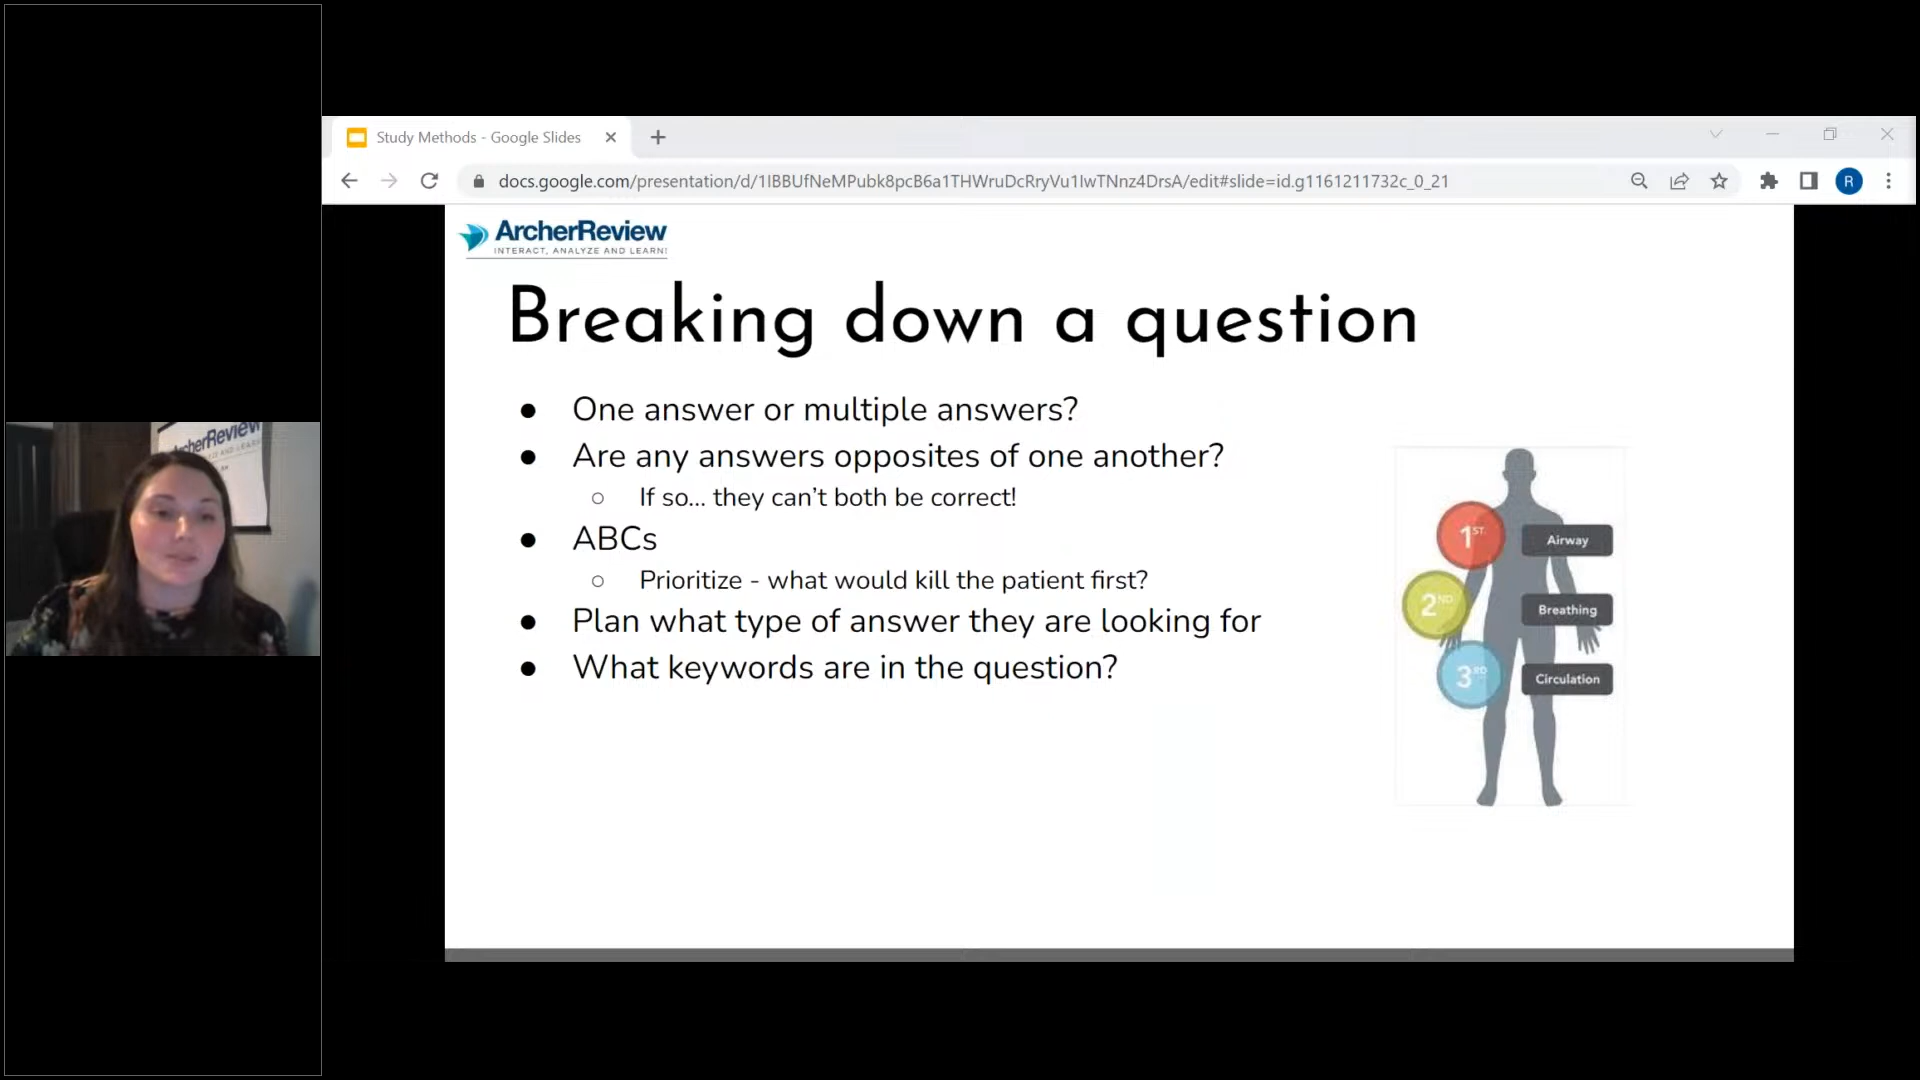 Study Methods - Google Slides
docs.google.com/presentation/d/1IBBUfNeMPubk8pcB6a1THWruDcRryVu1IwTNnz4DrsA/edit#slide=id.g1161211732c_0_21
R
ArcherReview
INTERACT, ANALYZE AND LEARN!
Breaking down a question
● One answer or multiple answers?
● Are any answers opposites of one another?
○ If so... they can't both be correct!
● ABCs
○ Prioritize - what would kill the patient first?
● Plan what type of answer they are looking for
● What keywords are in the question?
1ST Airway
2ND Breathing
3RD Circulation
cherReview